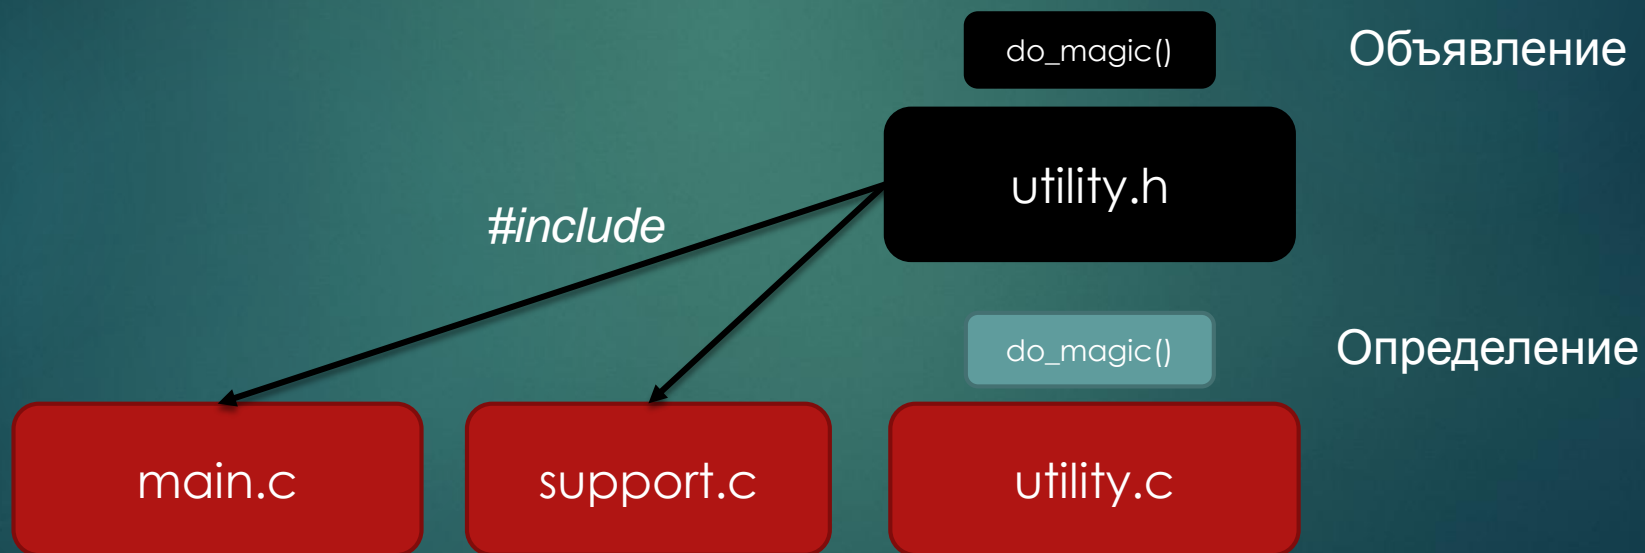 do_magic()
Объявление
utility.h
#include
do_magic()
Определение
main.c
support.c
utility.c